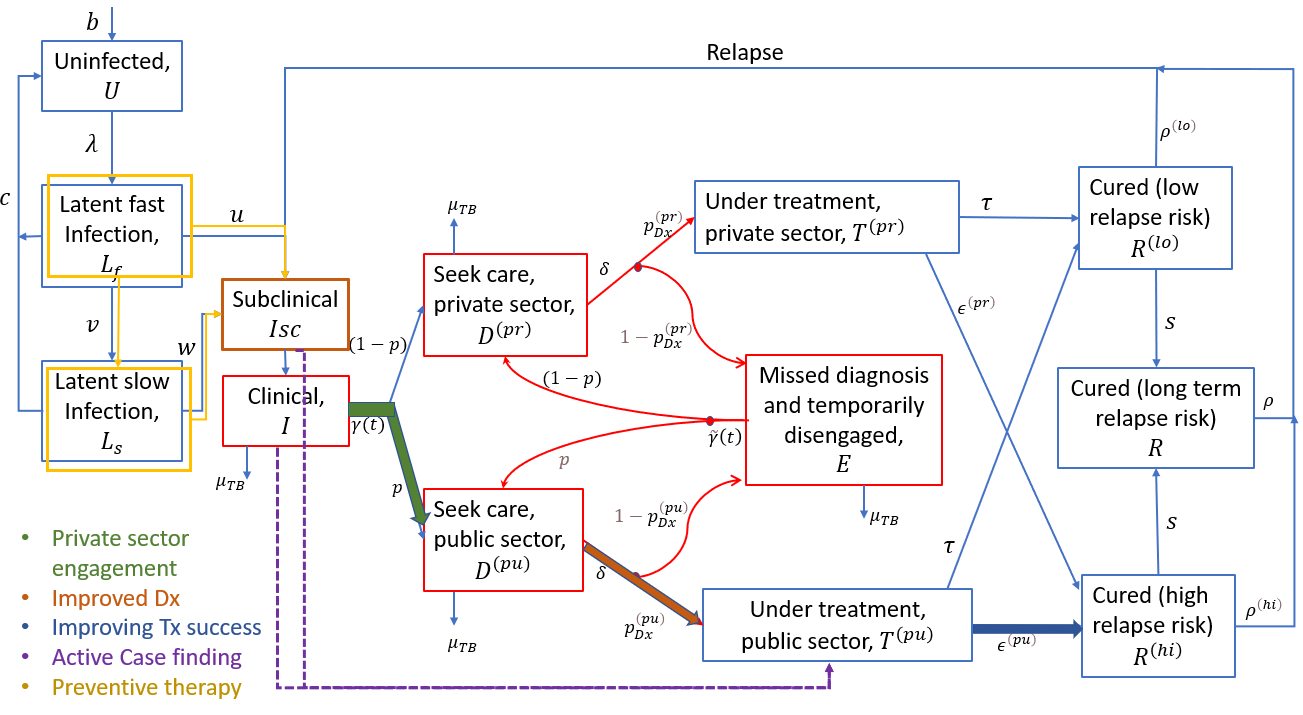 b
Relapse
Uninfected,
U
λ
ρ^(lo)
c
Latent fast
Infection,
L_f
u
μ_TB
p_Dx^(pr)
Under treatment,
private sector, T^(pr)
τ
Cured (low
relapse risk)
R^(lo)
Seek care,
private sector,
D^(pr)
δ
Subclinical
Isc
ϵ^(pr)
v
w
(1−p)
1−p_Dx^(pr)
s
Latent slow
Infection,
L_s
Clinical,
I
γ(t)
(1−p)
Missed diagnosis
and temporarily
disengaged,
E
Cured (long term
relapse risk)
R
ρ
γ̃(t)
p
μ_TB
p
Seek care,
public sector,
D^(pu)
1−p_Dx^(pu)
μ_TB
s
τ
δ
• Private sector
engagement
• Improved Dx
• Improving Tx success
• Active Case finding
• Preventive therapy
μ_TB
p_Dx^(pu)
Under treatment,
public sector, T^(pu)
ϵ^(pu)
Cured (high
relapse risk)
R^(hi)
ρ^(hi)